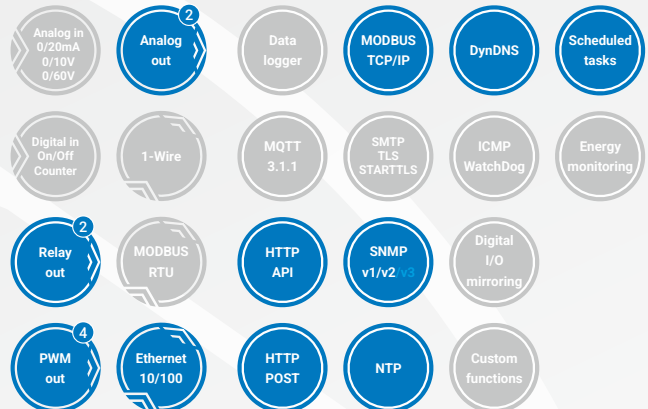 Analog in
0/20mA
0/10V
0/60V
2
Analog
out
Data
logger
MODBUS
TCP/IP
DynDNS
Scheduled
tasks
Digital in
On/Off
Counter
1-Wire
MQTT
3.1.1
SMTP
TLS
STARTTLS
ICMP
WatchDog
Energy
monitoring
2
Relay
out
MODBUS
RTU
HTTP
API
SNMP
v1/v2/v3
Digital
I/O
mirroring
4
PWM
out
Ethernet
10/100
HTTP
POST
NTP
Custom
functions